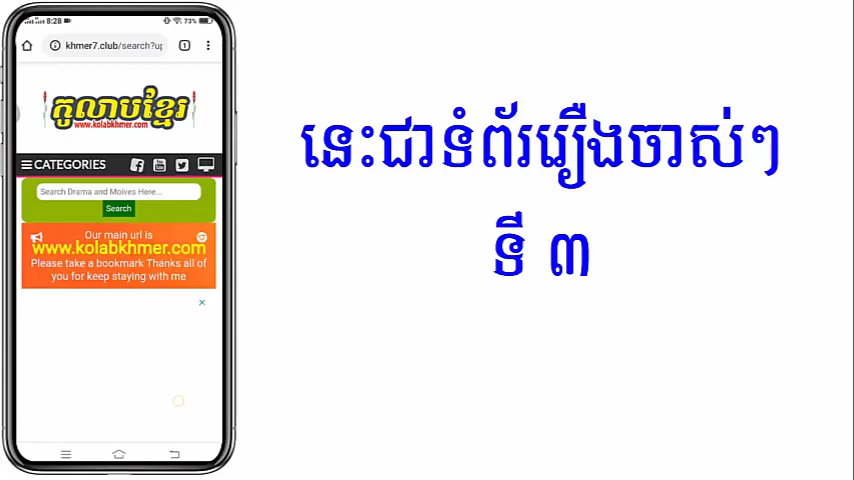 8:28
73%
khmer7.club/search?up
1
កូលាបខ្មែរ
www.kolabkhmer.com
CATEGORIES
Search Drama and Moives Here...
Search
Our main url is
www.kolabkhmer.com
Please take a bookmark Thanks all of
you for keep staying with me
នេះជាទំព័ររឿងចាស់ៗ
ទី ៣